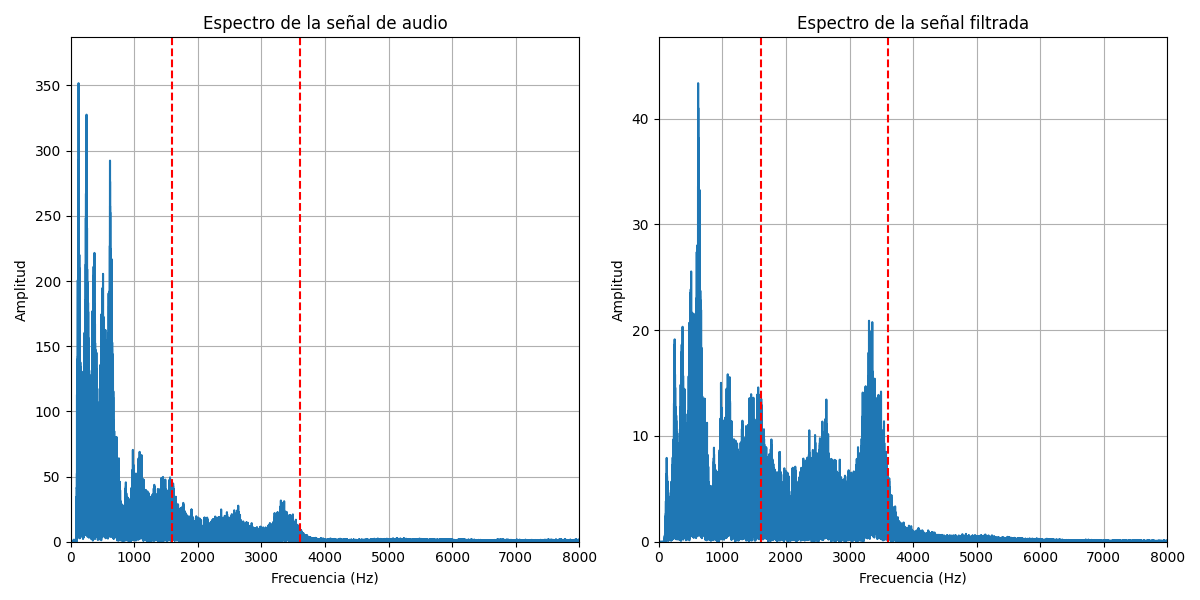 Espectro de la señal de audio
350
300
250
200
150
100
50
0
Amplitud
0 1000 2000 3000 4000 5000 6000 7000 8000
Frecuencia (Hz)
Espectro de la señal filtrada
40
30
20
10
0
Amplitud
0 1000 2000 3000 4000 5000 6000 7000 8000
Frecuencia (Hz)